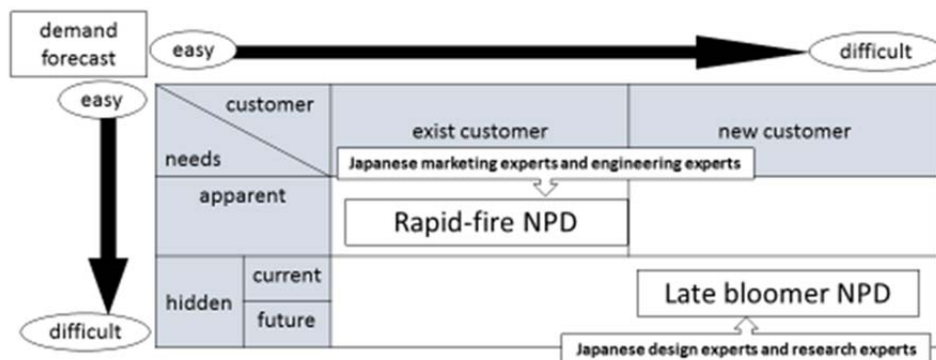 demand
forecast
easy
difficult
easy
customer
needs
exist customer
new customer
Japanese marketing experts and engineering experts
apparent
Rapid-fire NPD
hidden
current
future
Late bloomer NPD
difficult
Japanese design experts and research experts